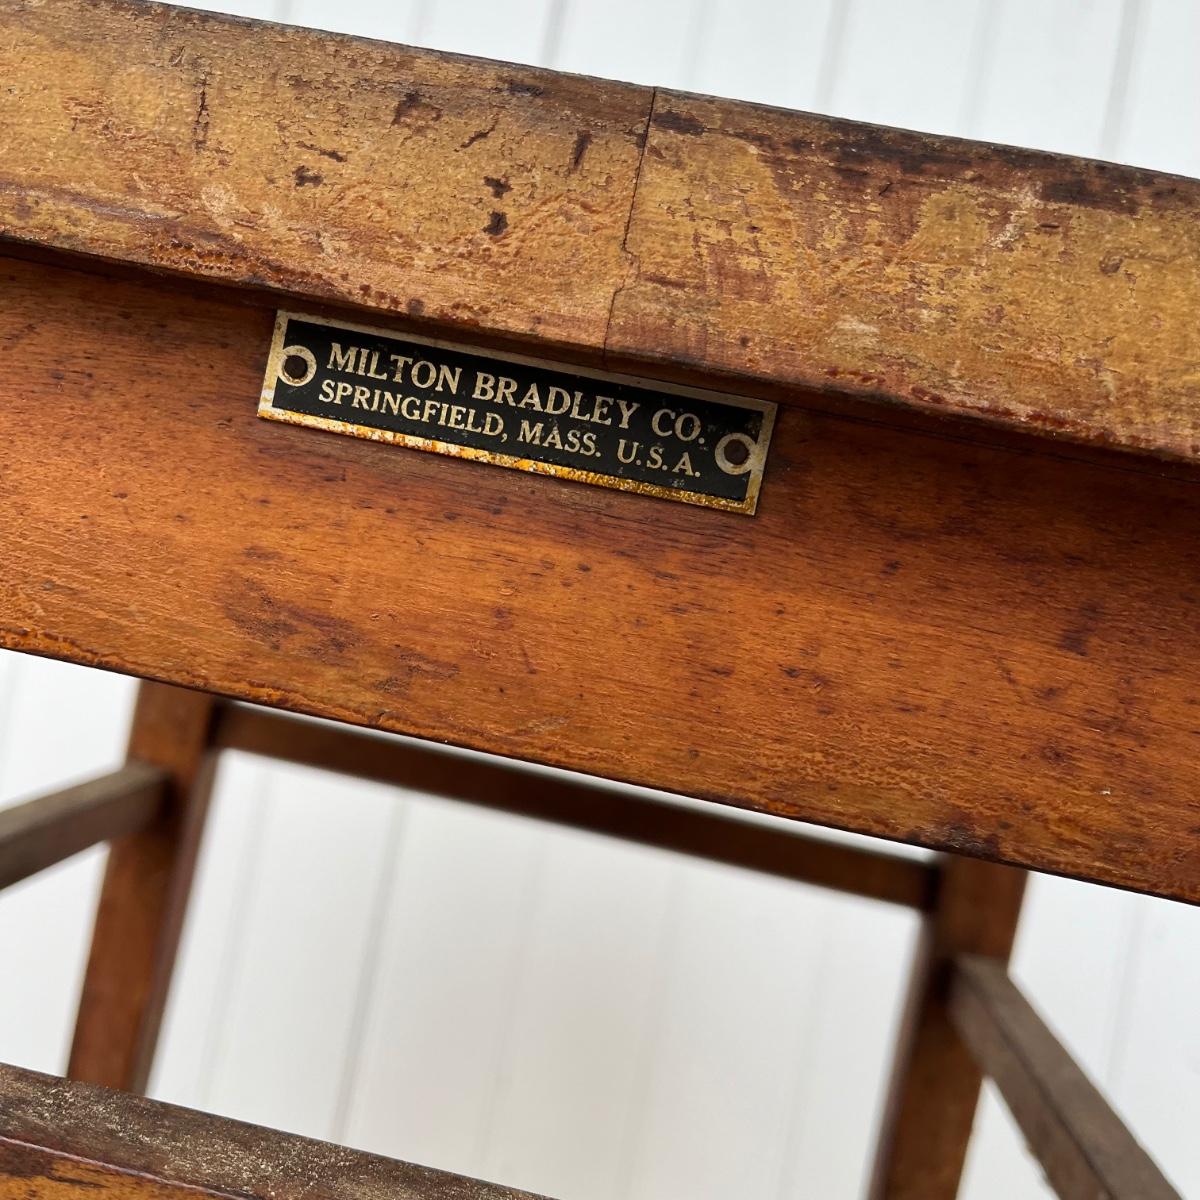 MILTON BRADLEY CO.
SPRINGFIELD, MASS. U.S.A.